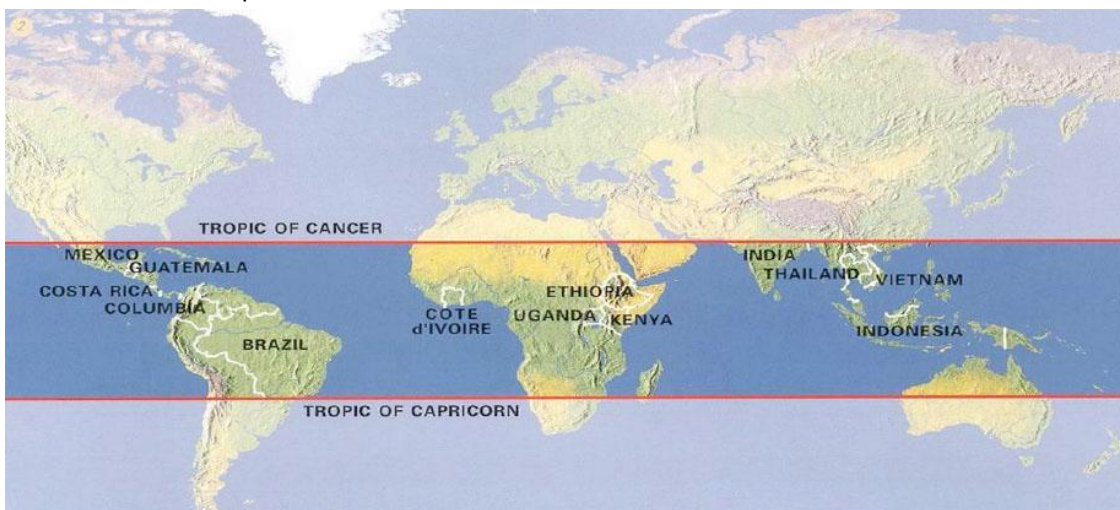 2
TROPIC OF CANCER
MEXICO
GUATEMALA
COSTA RICA
COLUMBIA
BRAZIL
COTE
d'IVOIRE
ETHIOPIA
UGANDA
KENYA
INDIA
THAILAND
VIETNAM
INDONESIA
TROPIC OF CAPRICORN